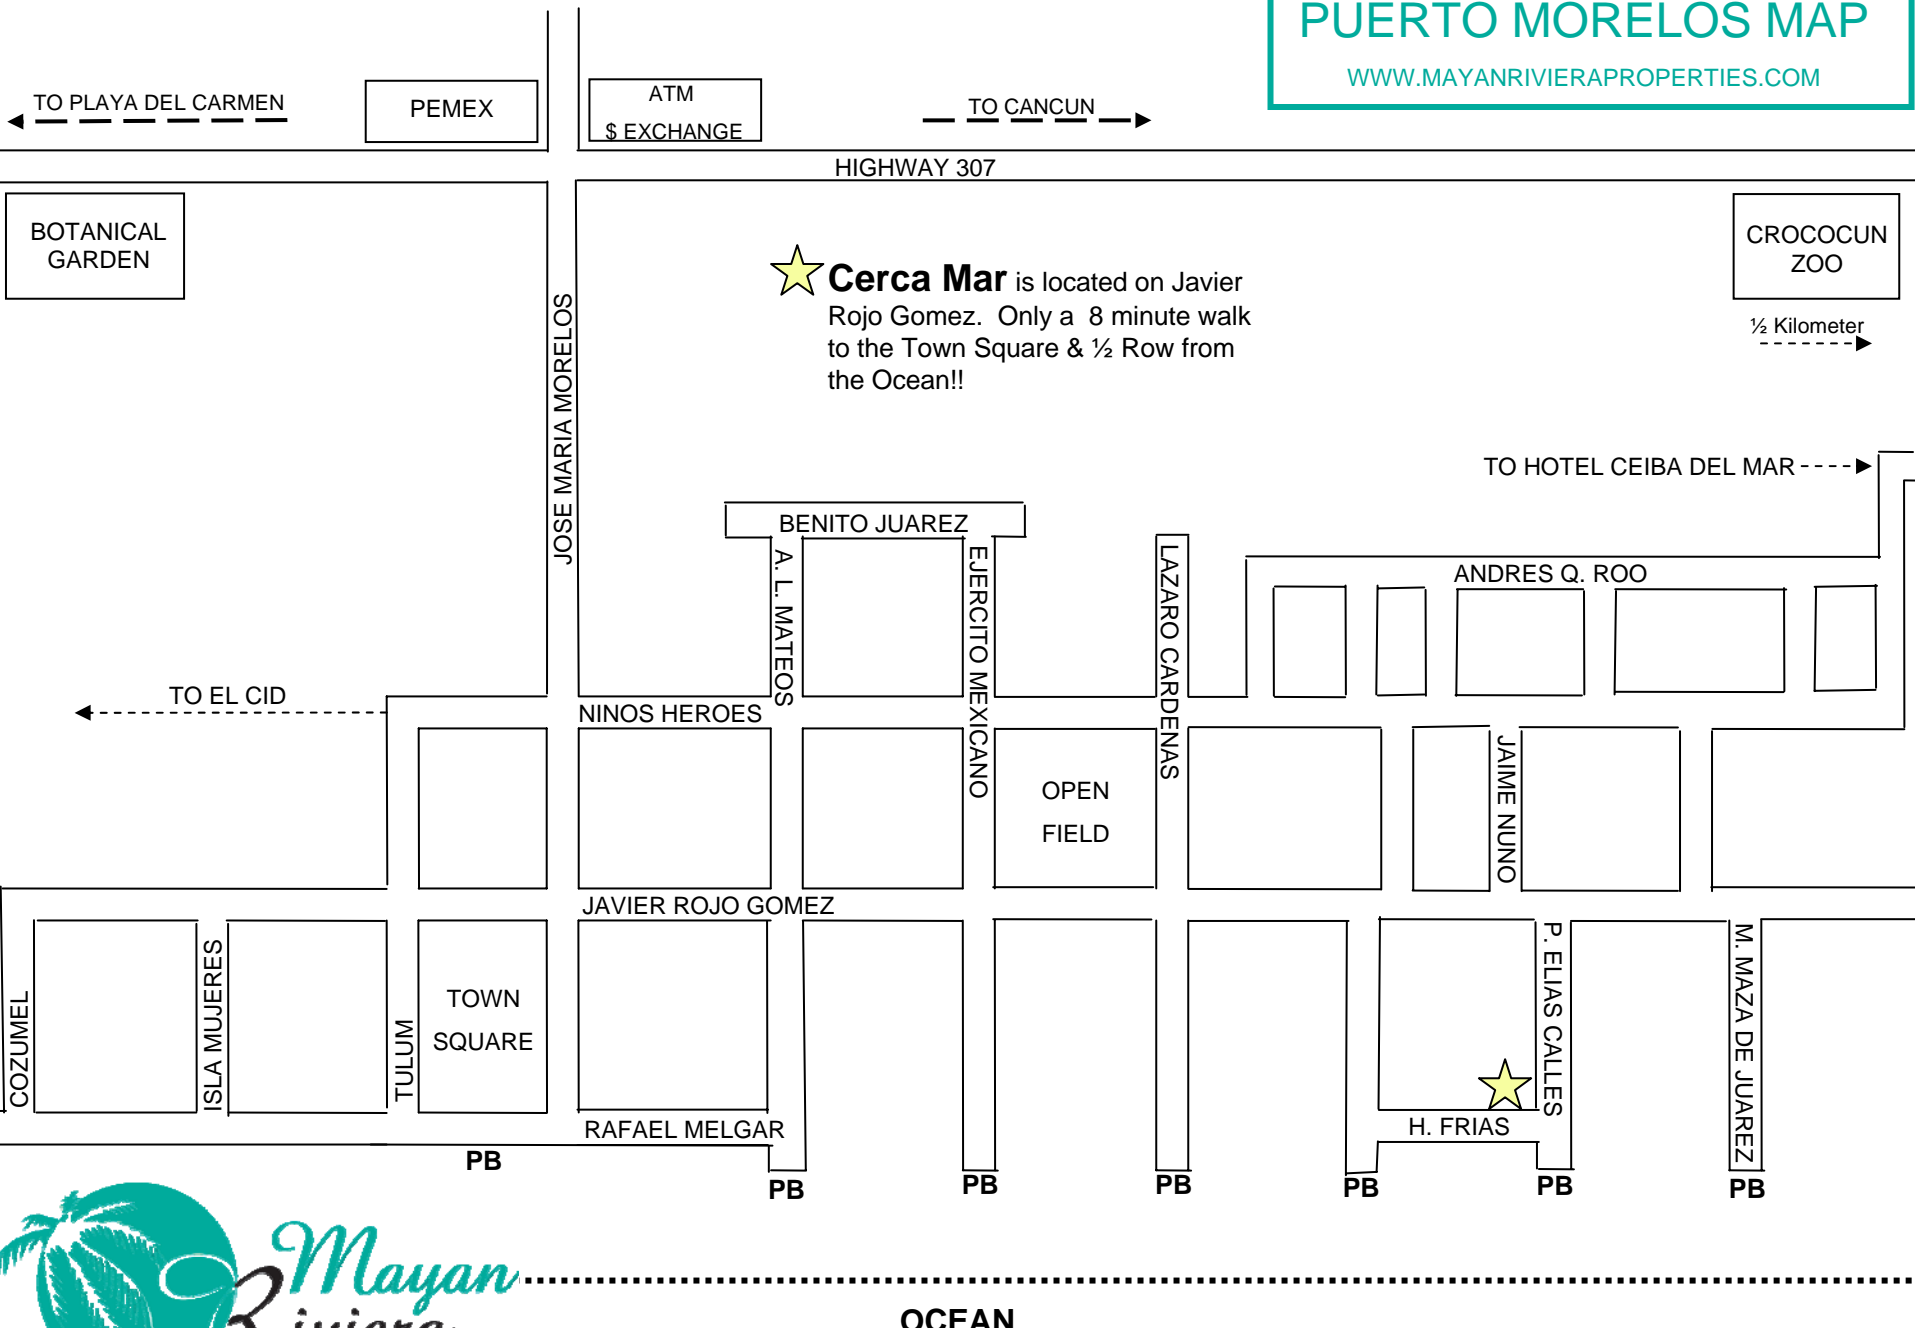 PUERTO MORELOS MAP
WWW.MAYANRIVIERAPROPERTIES.COM
TO PLAYA DEL CARMEN
PEMEX
ATM
$ EXCHANGE
TO CANCUN
HIGHWAY 307
BOTANICAL
GARDEN
CROCOCUN
ZOO
½ Kilometer
Cerca Mar is located on Javier
Rojo Gomez. Only a 8 minute walk
to the Town Square & ½ Row from
the Ocean!!
JOSE MARIA MORELOS
TO HOTEL CEIBA DEL MAR
BENITO JUAREZ
A. L. MATEOS
EJERCITO MEXICANO
LAZARO CARDENAS
ANDRES Q. ROO
TO EL CID
NINOS HEROES
OPEN
FIELD
JAIME NUNO
JAVIER ROJO GOMEZ
COZUMEL
ISLA MUJERES
TULUM
TOWN
SQUARE
P. ELIAS CALLES
M. MAZA DE JUAREZ
RAFAEL MELGAR
H. FRIAS
PB
PB
PB
PB
PB
PB
PB
Mayan
Riviera
OCEAN